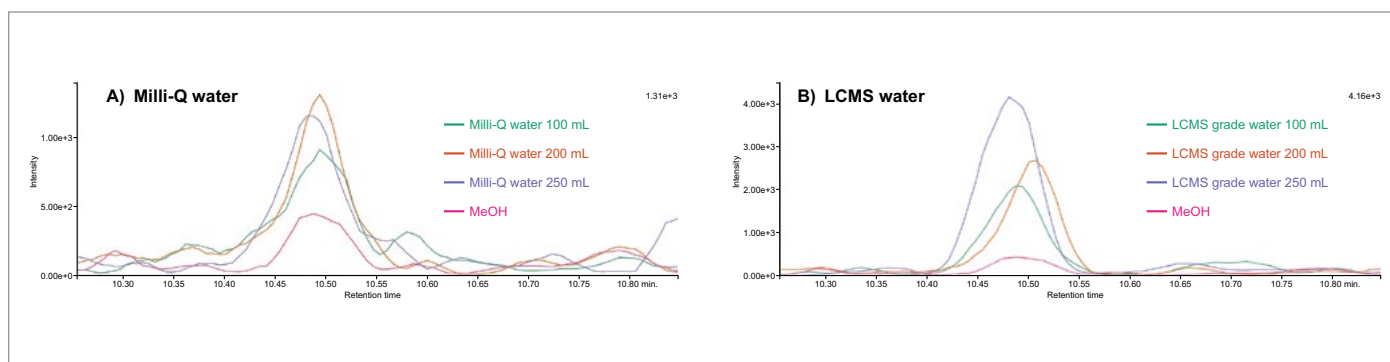 A) Milli-Q water
1.31e+3
Milli-Q water 100 mL
Milli-Q water 200 mL
Milli-Q water 250 mL
MeOH
Intensity
1.00e+3
5.00e+2
0.00e+0
10.30 10.35 10.40 10.45 10.50 10.55 10.60 10.65 10.70 10.75 10.80 min.
Retention time
B) LCMS water
4.16e+3
LCMS grade water 100 mL
LCMS grade water 200 mL
LCMS grade water 250 mL
MeOH
Intensity
4.00e+3
3.00e+3
2.00e+3
1.00e+3
0.00e+0
10.30 10.35 10.40 10.45 10.50 10.55 10.60 10.65 10.70 10.75 10.80 min.
Retention time